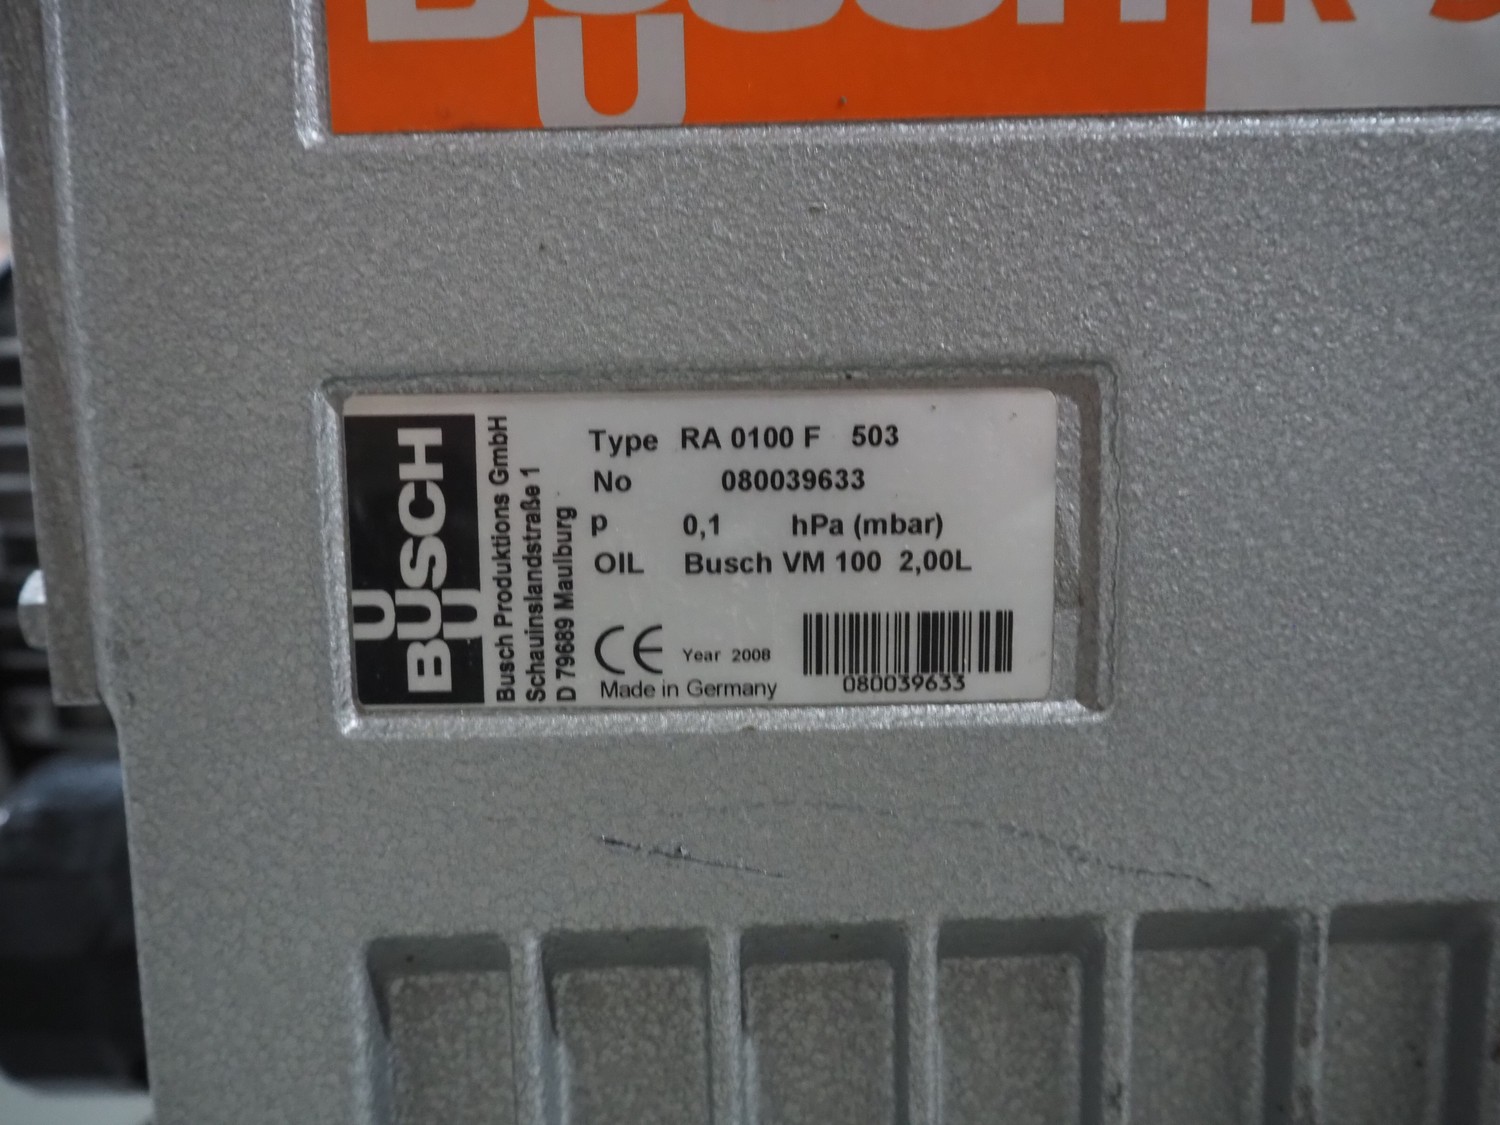 BUSCH
U
BUSCH
U
U
Busch Produktions GmbH
Schauinslandstraße 1
D 79689 Maulburg
Type RA 0100 F 503
No 080039633
p 0,1 hPa (mbar)
OIL Busch VM 100 2,00L
CE Year 2008
Made in Germany
080039633